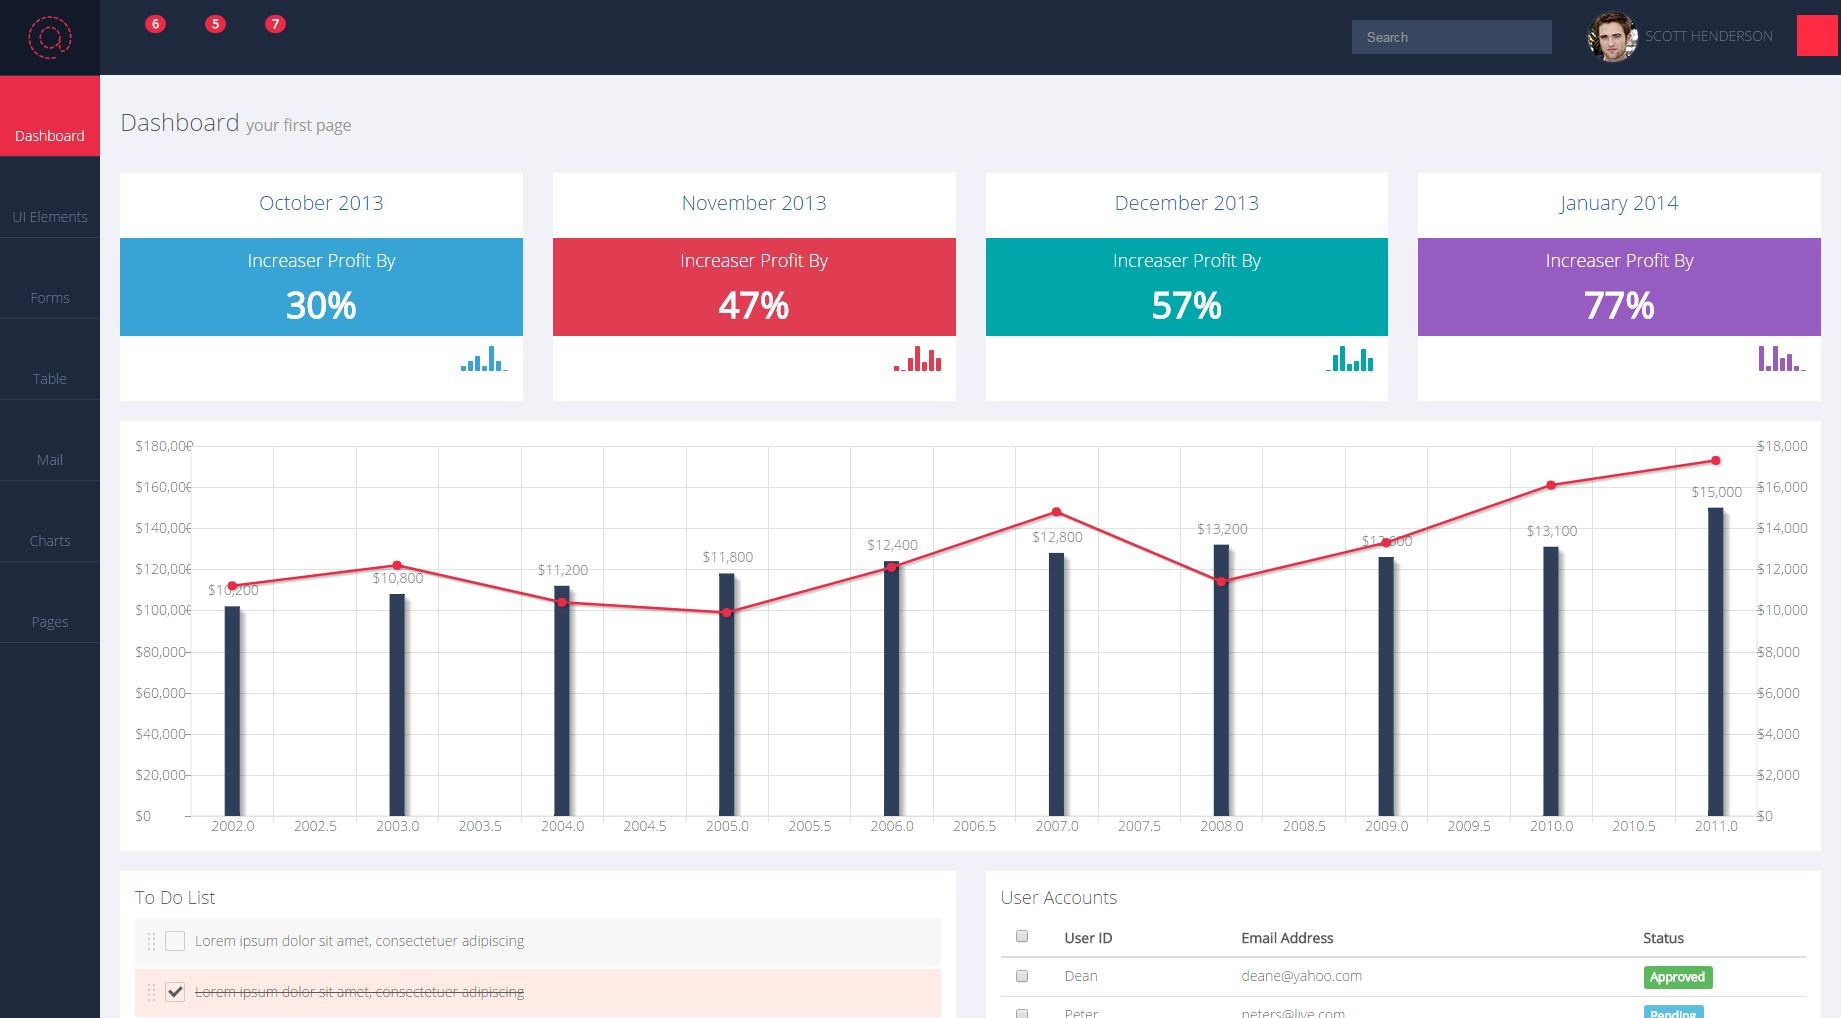 6 5 7
Search
SCOTT HENDERSON
Dashboard
UI Elements
Forms
Table
Mail
Charts
Pages
Dashboard your first page
October 2013
Increaser Profit By
30%
November 2013
Increaser Profit By
47%
December 2013
Increaser Profit By
57%
January 2014
Increaser Profit By
77%
$180,000
$160,000
$140,000
$120,000
$100,000
$80,000
$60,000
$40,000
$20,000
$0
$10,200
$10,800
$11,200
$11,800
$12,400
$12,800
$13,200
$13,100
$15,000
$18,000
$16,000
$14,000
$12,000
$10,000
$8,000
$6,000
$4,000
$2,000
$0
2002.0 2002.5 2003.0 2003.5 2004.0 2004.5 2005.0 2005.5 2006.0 2006.5 2007.0 2007.5 2008.0 2008.5 2009.0 2009.5 2010.0 2010.5 2011.0
To Do List
Lorem ipsum dolor sit amet, consectetuer adipiscing
Lorem ipsum dolor sit amet, consectetuer adipiscing
User Accounts
User ID Email Address Status
Dean deane@yahoo.com Approved
Peter peters@live.com Pending